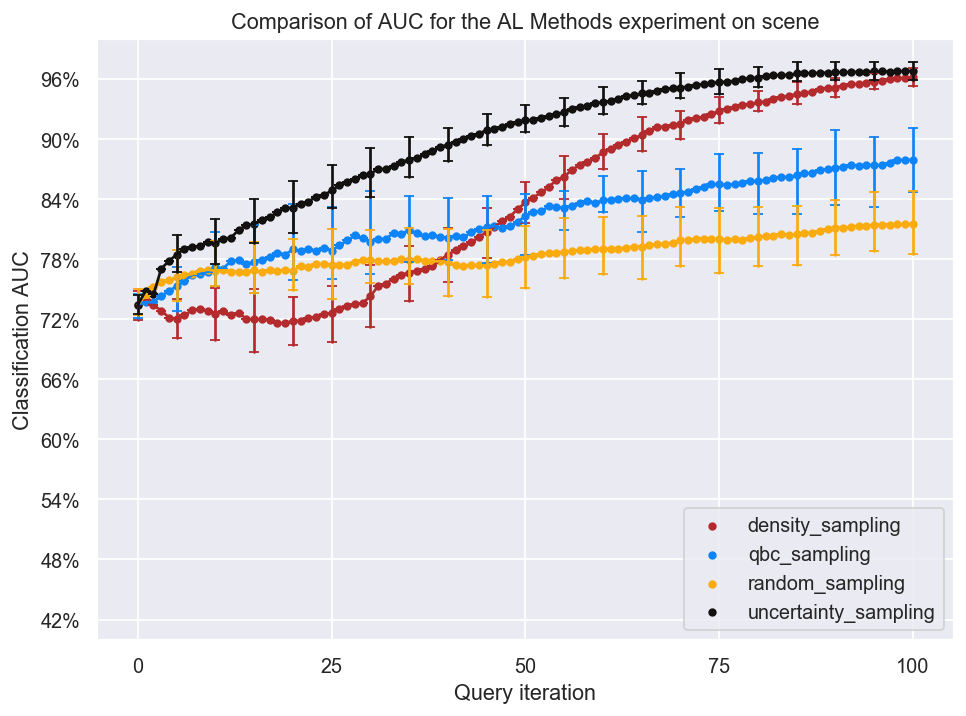 Comparison of AUC for the AL Methods experiment on scene
Classification AUC
96%
90%
84%
78%
72%
66%
60%
54%
48%
42%
density_sampling
qbc_sampling
random_sampling
uncertainty_sampling
0 25 50 75 100
Query iteration